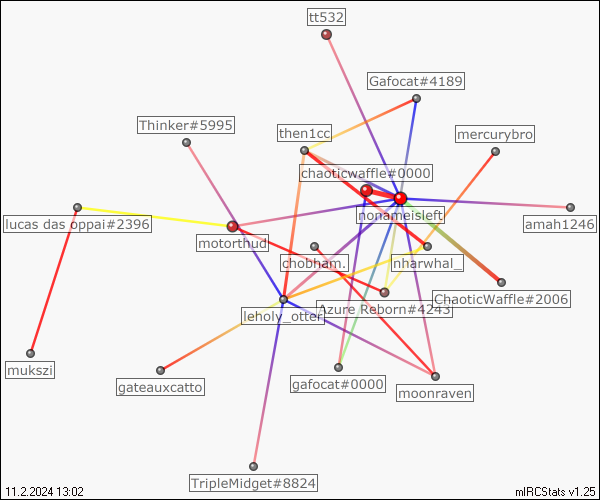 tt532
Gafocat#4189
Thinker#5995
then1cc
mercurybro
chaoticwaffle#0000
nonameisleft
lucas das oppai#2396
amah1246
motorthud
chobham.
nharwhal_
ChaoticWaffle#2006
Azure Reborn#4243
leholy_otter
mukszi
gateauxcatto
gafocat#0000
moonraven
TripleMidget#8824
11.2.2024 13:02
mIRCStats v1.25